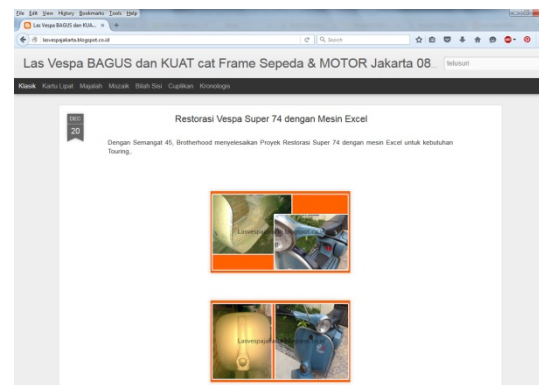 File Edit View History Bookmarks Tools Help
Las Vespa BAGUS dan KUA...
lasvespajakarta.blogspot.co.id
Search
Las Vespa BAGUS dan KUAT cat Frame Sepeda & MOTOR Jakarta 08...
telusuri
Klasik Kartu Lipat Majalah Mozaik Bilah Sisi Cuplikan Kronologis
DEC
20
Restorasi Vespa Super 74 dengan Mesin Excel
Dengan Semangat 45, Brotherhood menyelesaikan Proyek Restorasi Super 74 dengan mesin Excel untuk kebutuhan
Touring,